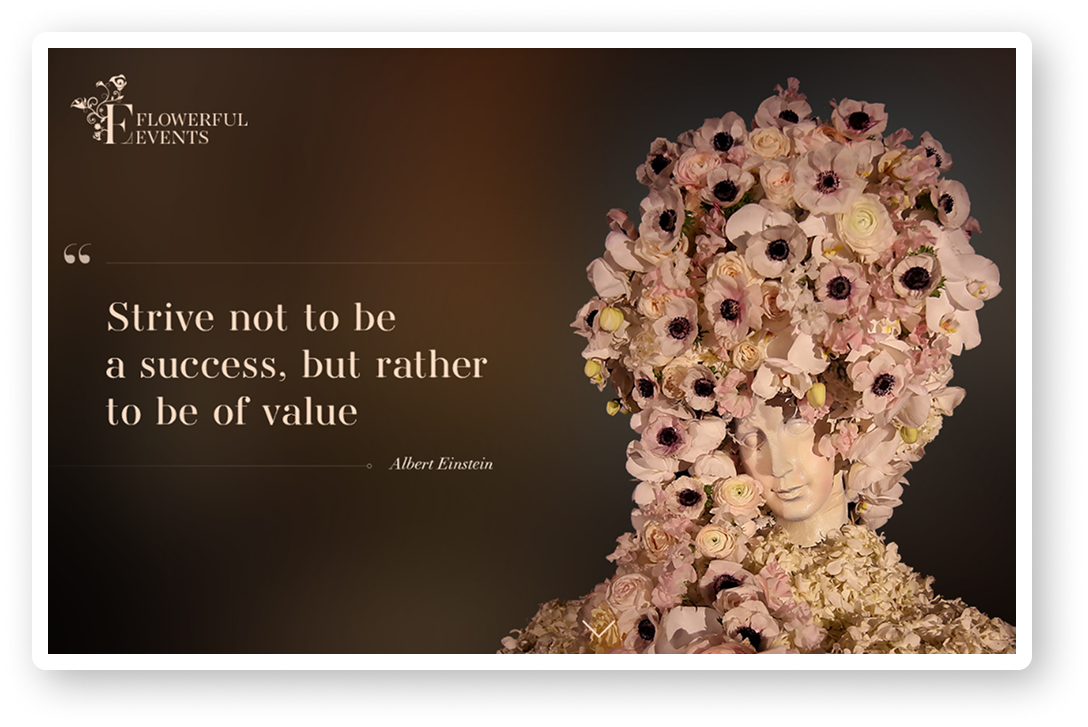 FLOWERFUL
EVENTS
“
Strive not to be
a success, but rather
to be of value
Albert Einstein